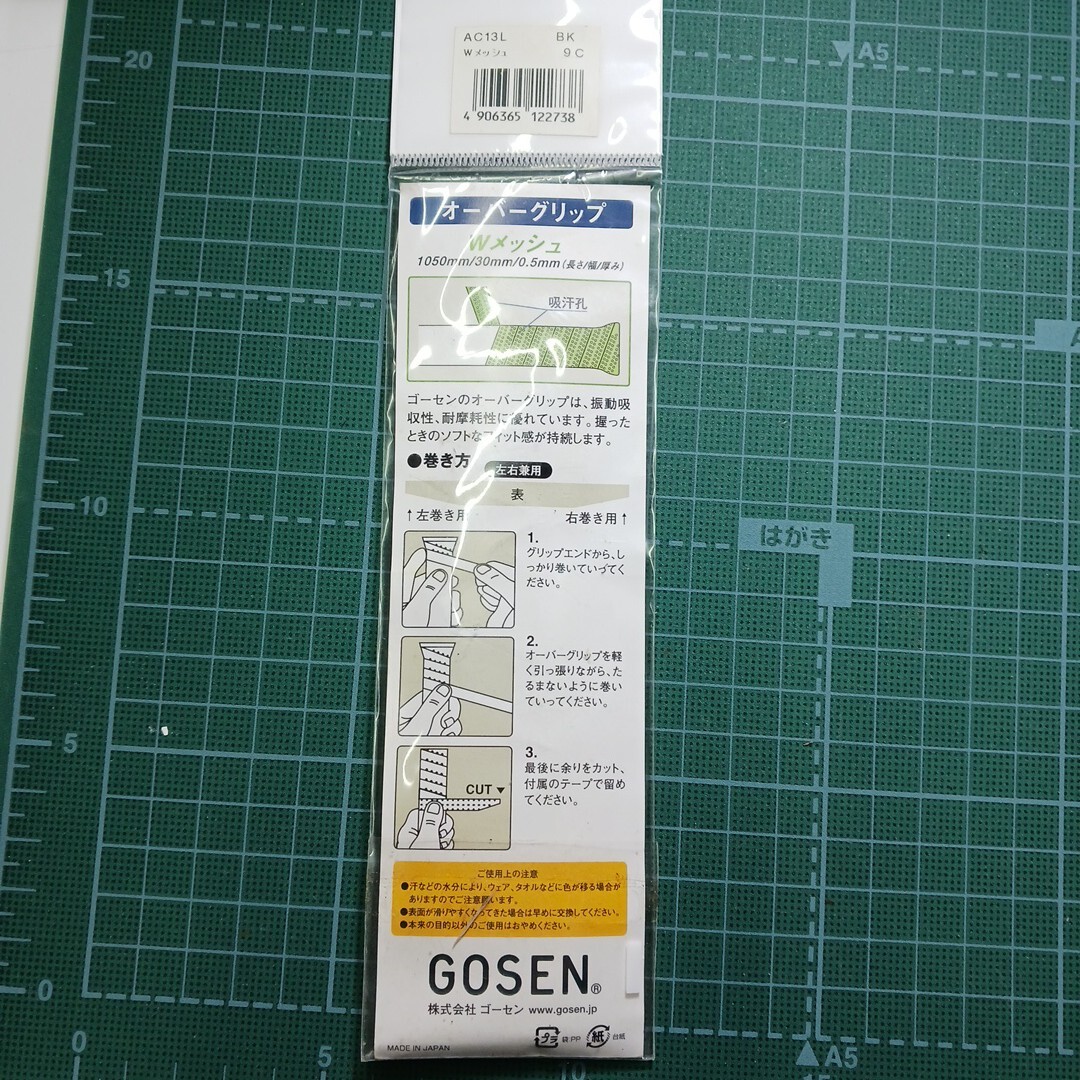 AC13L BK
Wメッシュ 9C
4 906365 122738
オーバーグリップ
Wメッシュ
1050mm/30mm/0.5mm(長さ/幅/厚み)
吸汗孔
ゴーセンのオーバーグリップは、振動吸
収性、耐摩耗性に優れています。握った
ときのソフトなフィット感が持続します。
●巻き方 左右兼用
表
↑左巻き用 右巻き用↑
1.
グリップエンドから、し
っかり巻いていってく
ださい。
2.
オーバーグリップを軽
く引っ張りながら、た
るまないように巻い
ていってください。
3.
最後に余りをカット、
付属のテープで留め
てください。
CUT▼
ご使用上の注意
●汗などの水分により、ウェア、タオルなどに色が移る場合が
ありますのでご注意願います。
●表面が滑りやすくなってきた場合は早めに交換してください。
●本来の目的以外のご使用はおやめください。
GOSEN®
株式会社 ゴーセン www.gosen.jp
プラ 袋:PP 紙 台紙
MADE IN JAPAN
20
15
10
5
0
0
5
A5
はがき
A5